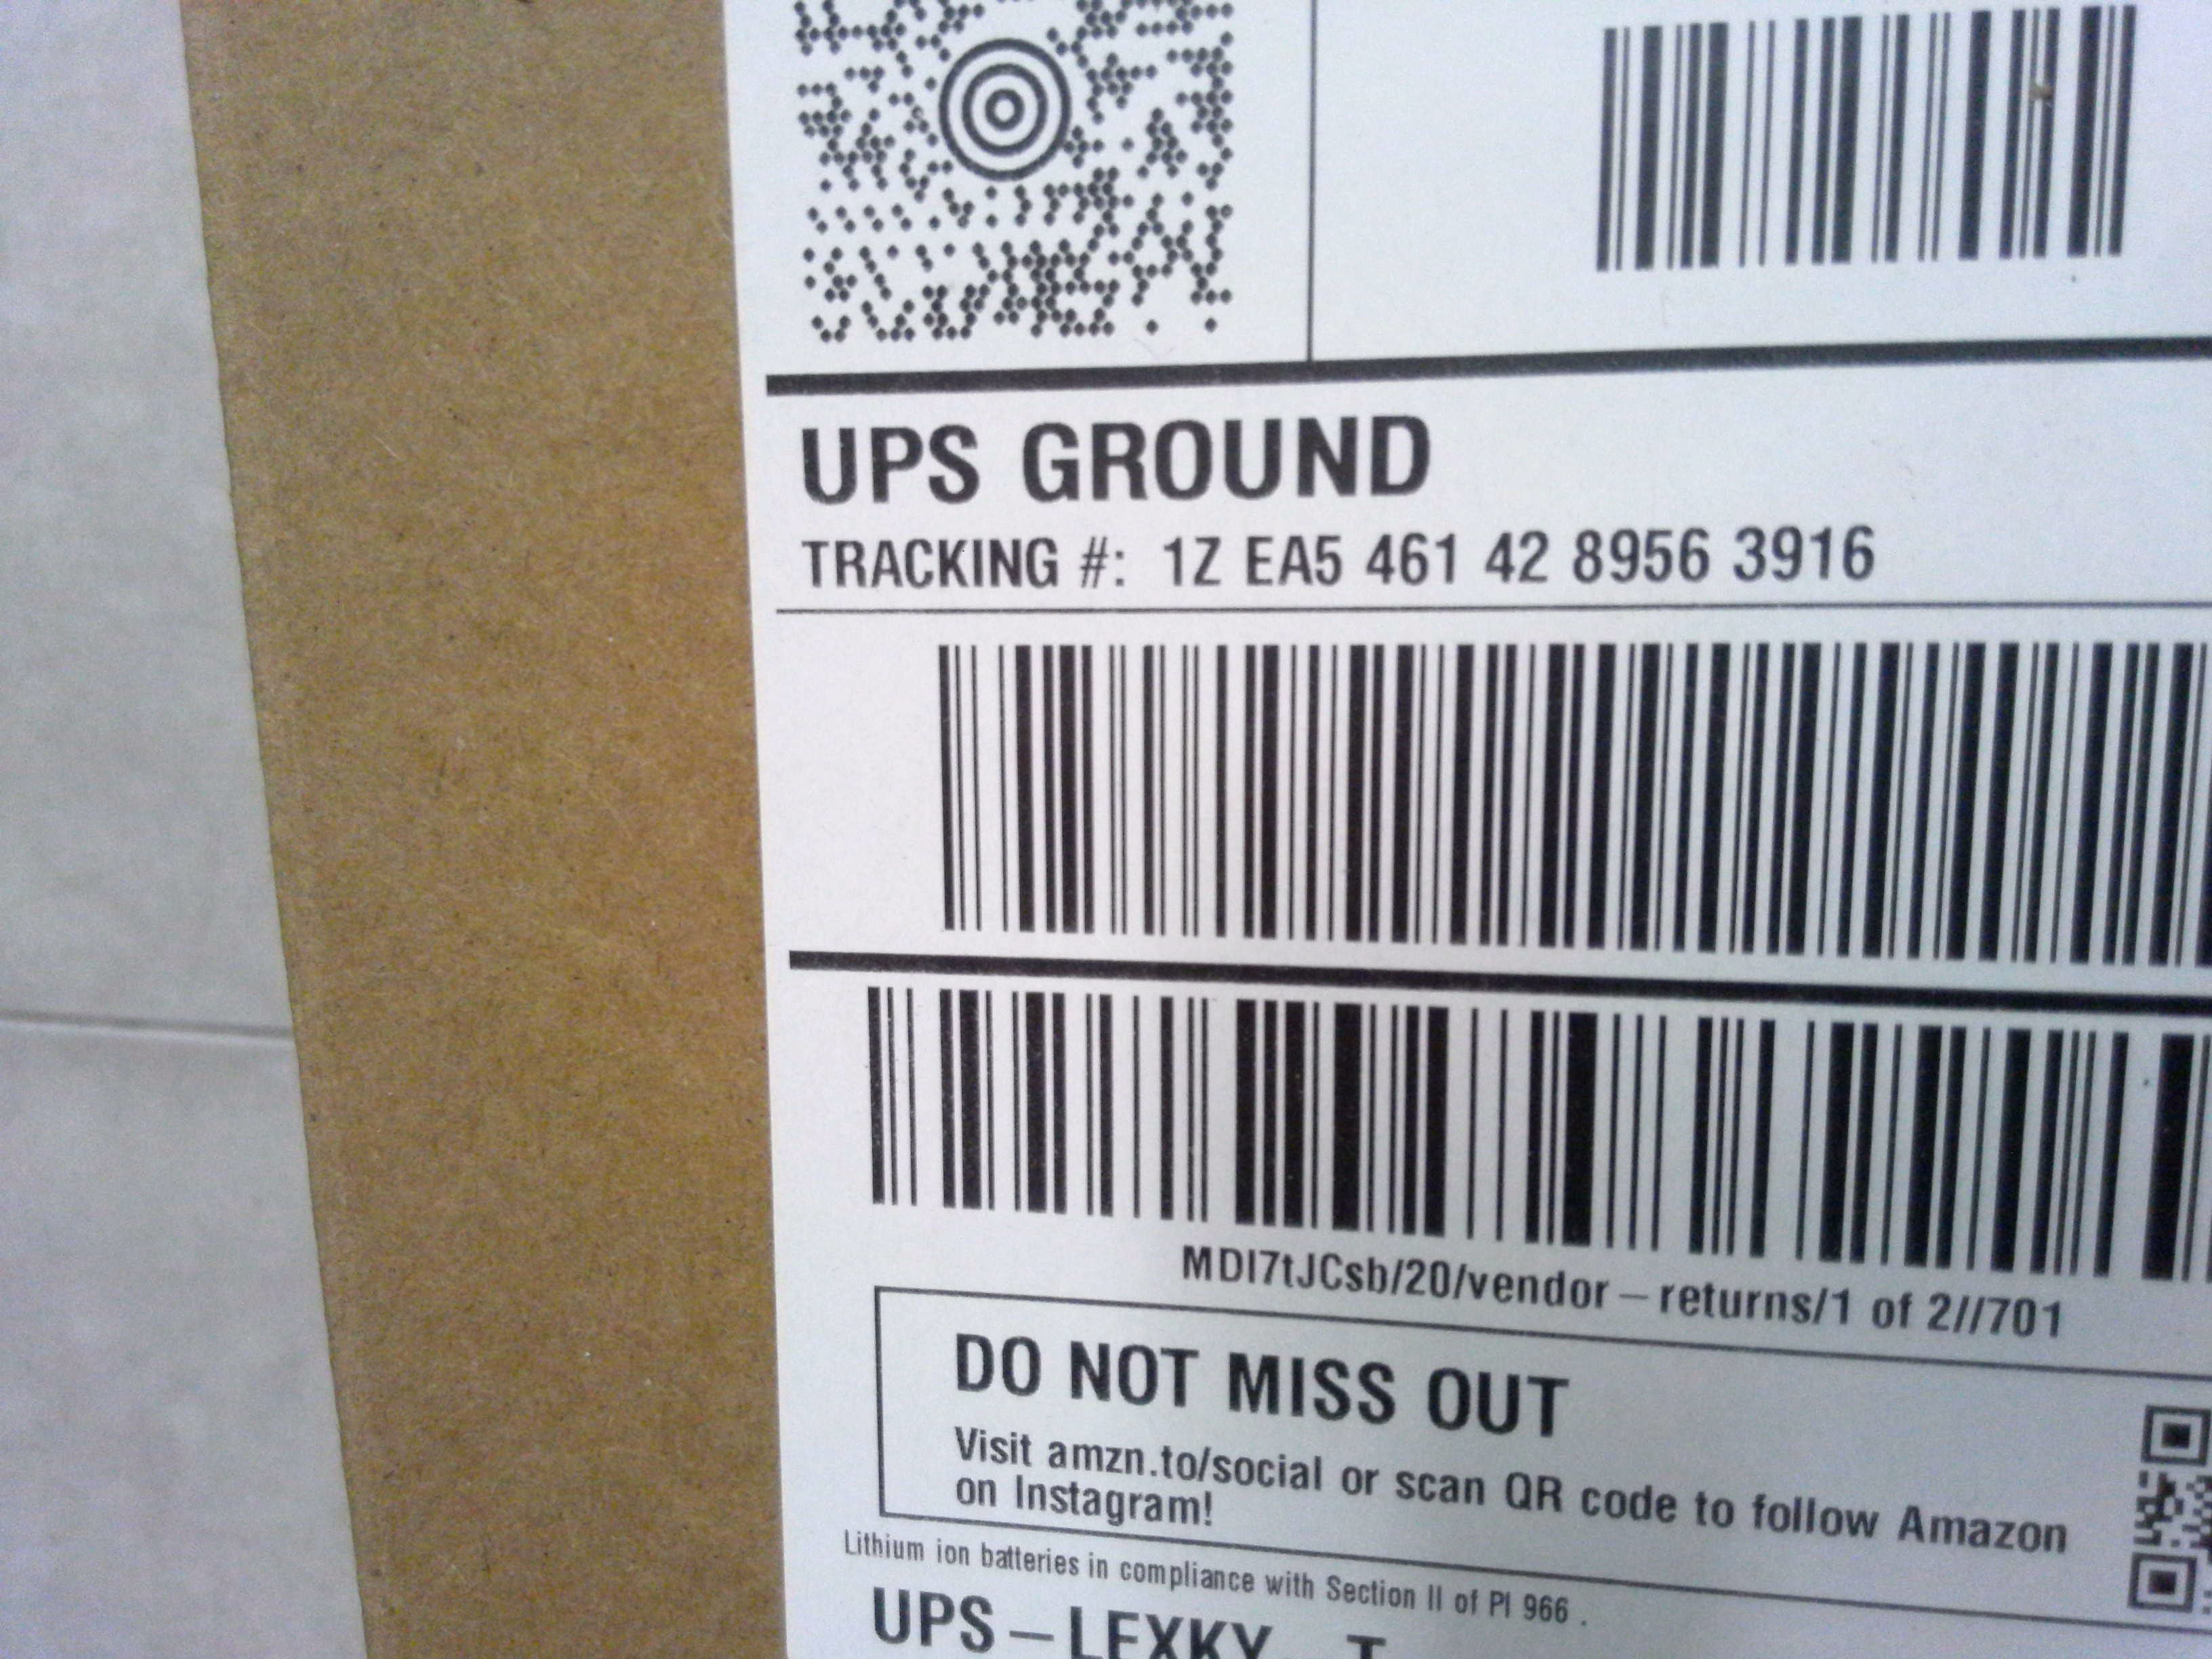 UPS GROUND
TRACKING #: 1Z EA5 461 42 8956 3916
MDI7tJCsb/20/vendor–returns/1 of 2//701
DO NOT MISS OUT
Visit amzn.to/social or scan QR code to follow Amazon
on Instagram!
Lithium ion batteries in compliance with Section II of PI 966 .
UPS–LEXKY T